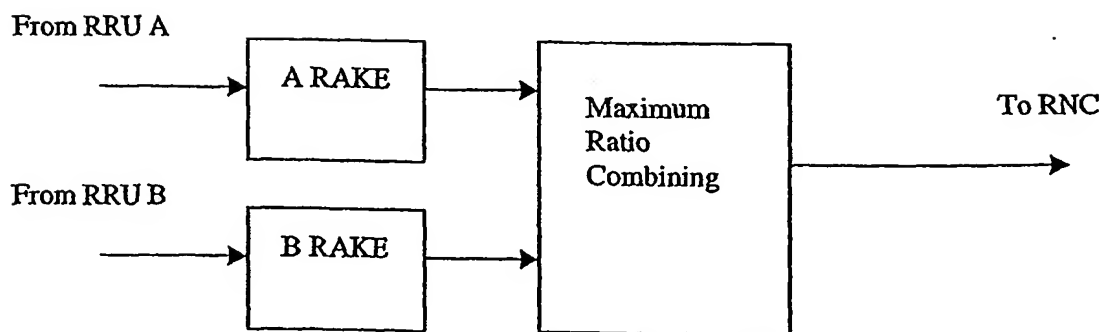 From RRU A
A RAKE
Maximum
Ratio
Combining
To RNC
From RRU B
B RAKE